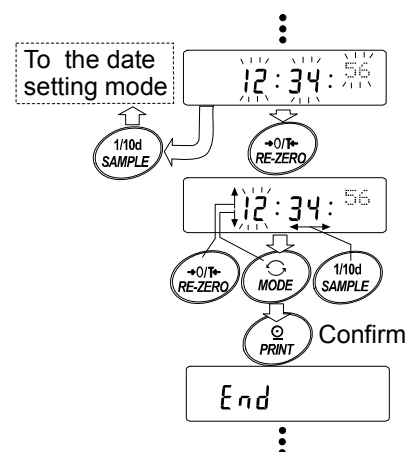 To the date
setting mode
12:34:56
1/10d
SAMPLE
→0/T←
RE-ZERO
12:34:56
→0/T←
RE-ZERO
MODE
1/10d
SAMPLE
PRINT
Confirm
End